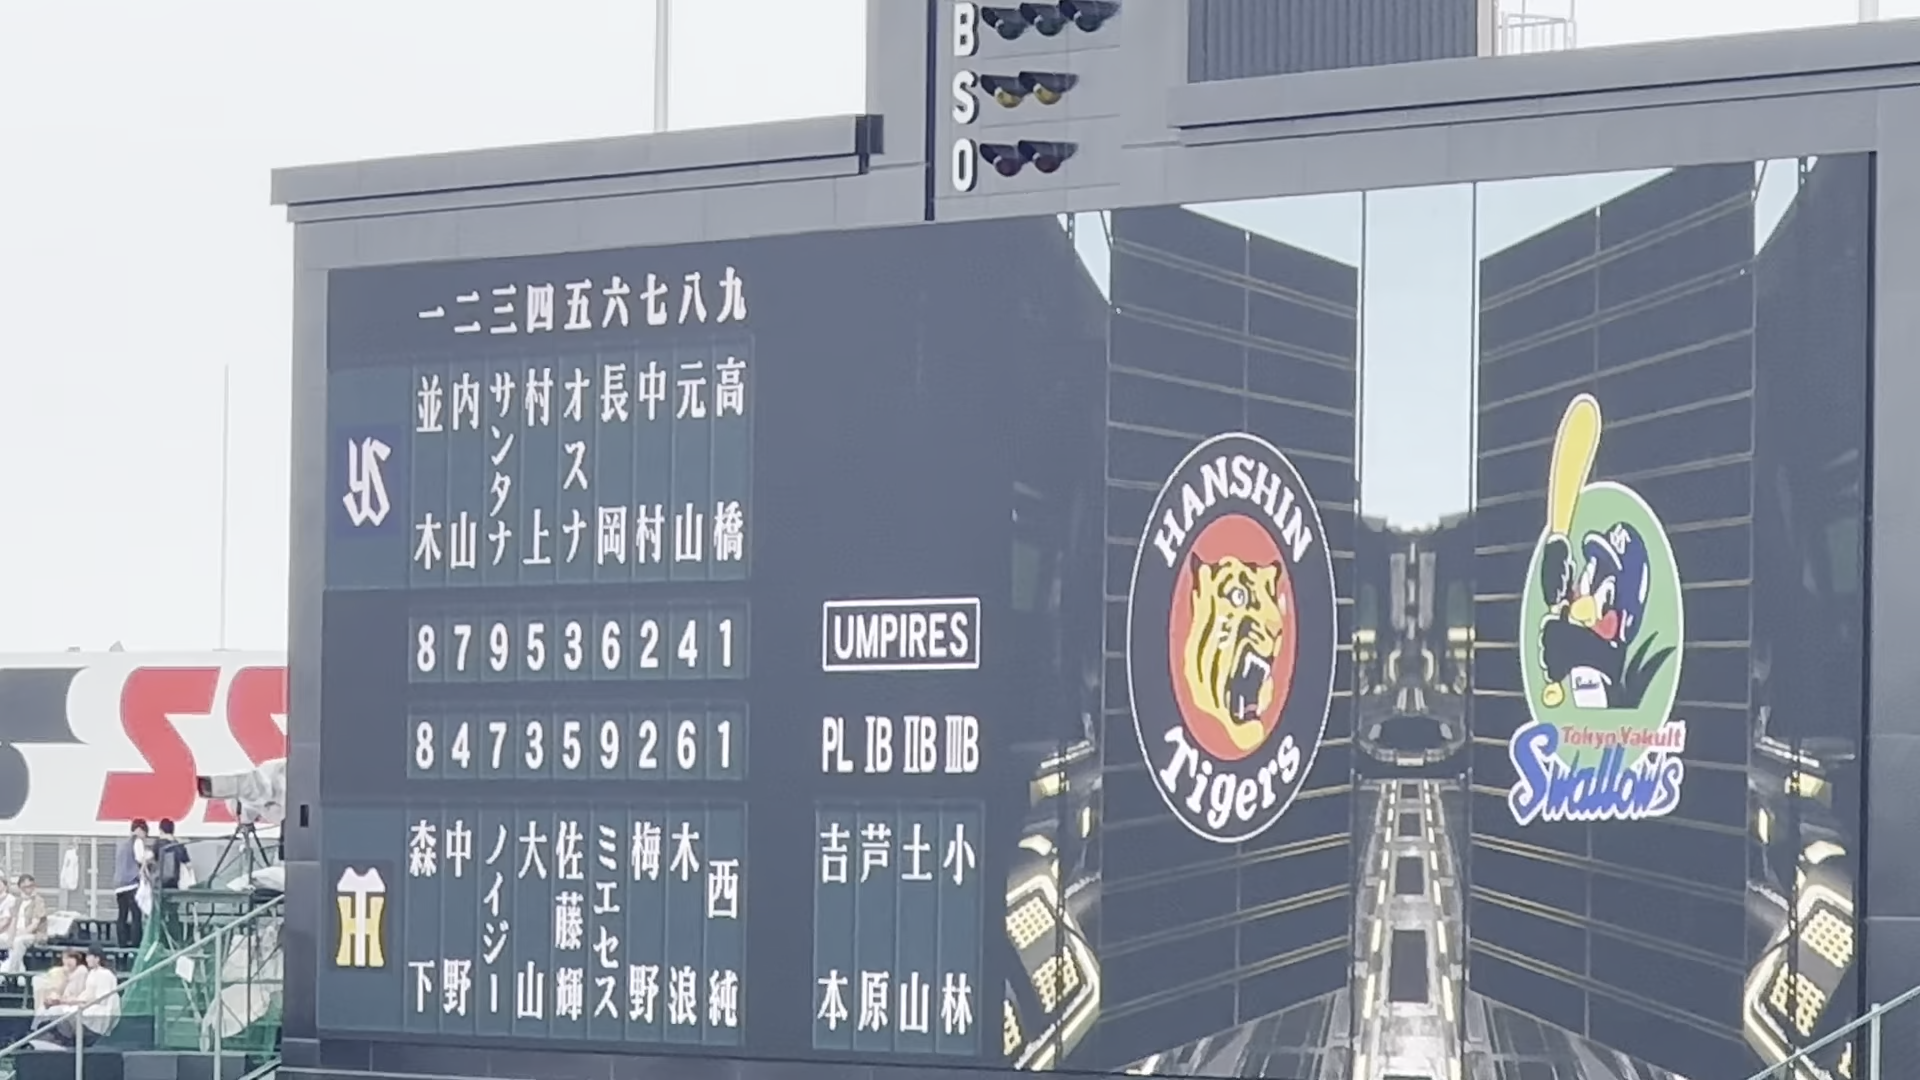 B
S
O
一 二 三 四 五 六 七 八 九
並木 内山 サンタナ 村上 オスナ 長岡 中村 元山 高橋
8 7 9 5 3 6 2 4 1
8 4 7 3 5 9 2 6 1
森下 中野 ノイジー 大山 佐藤輝 ミエセス 梅野 木浪 西純
UMPIRES
PL IB IIB IIIB
吉本 芦原 土山 小林
YS
HT
HANSHIN
Tigers
Tokyo Yakult
Swallows